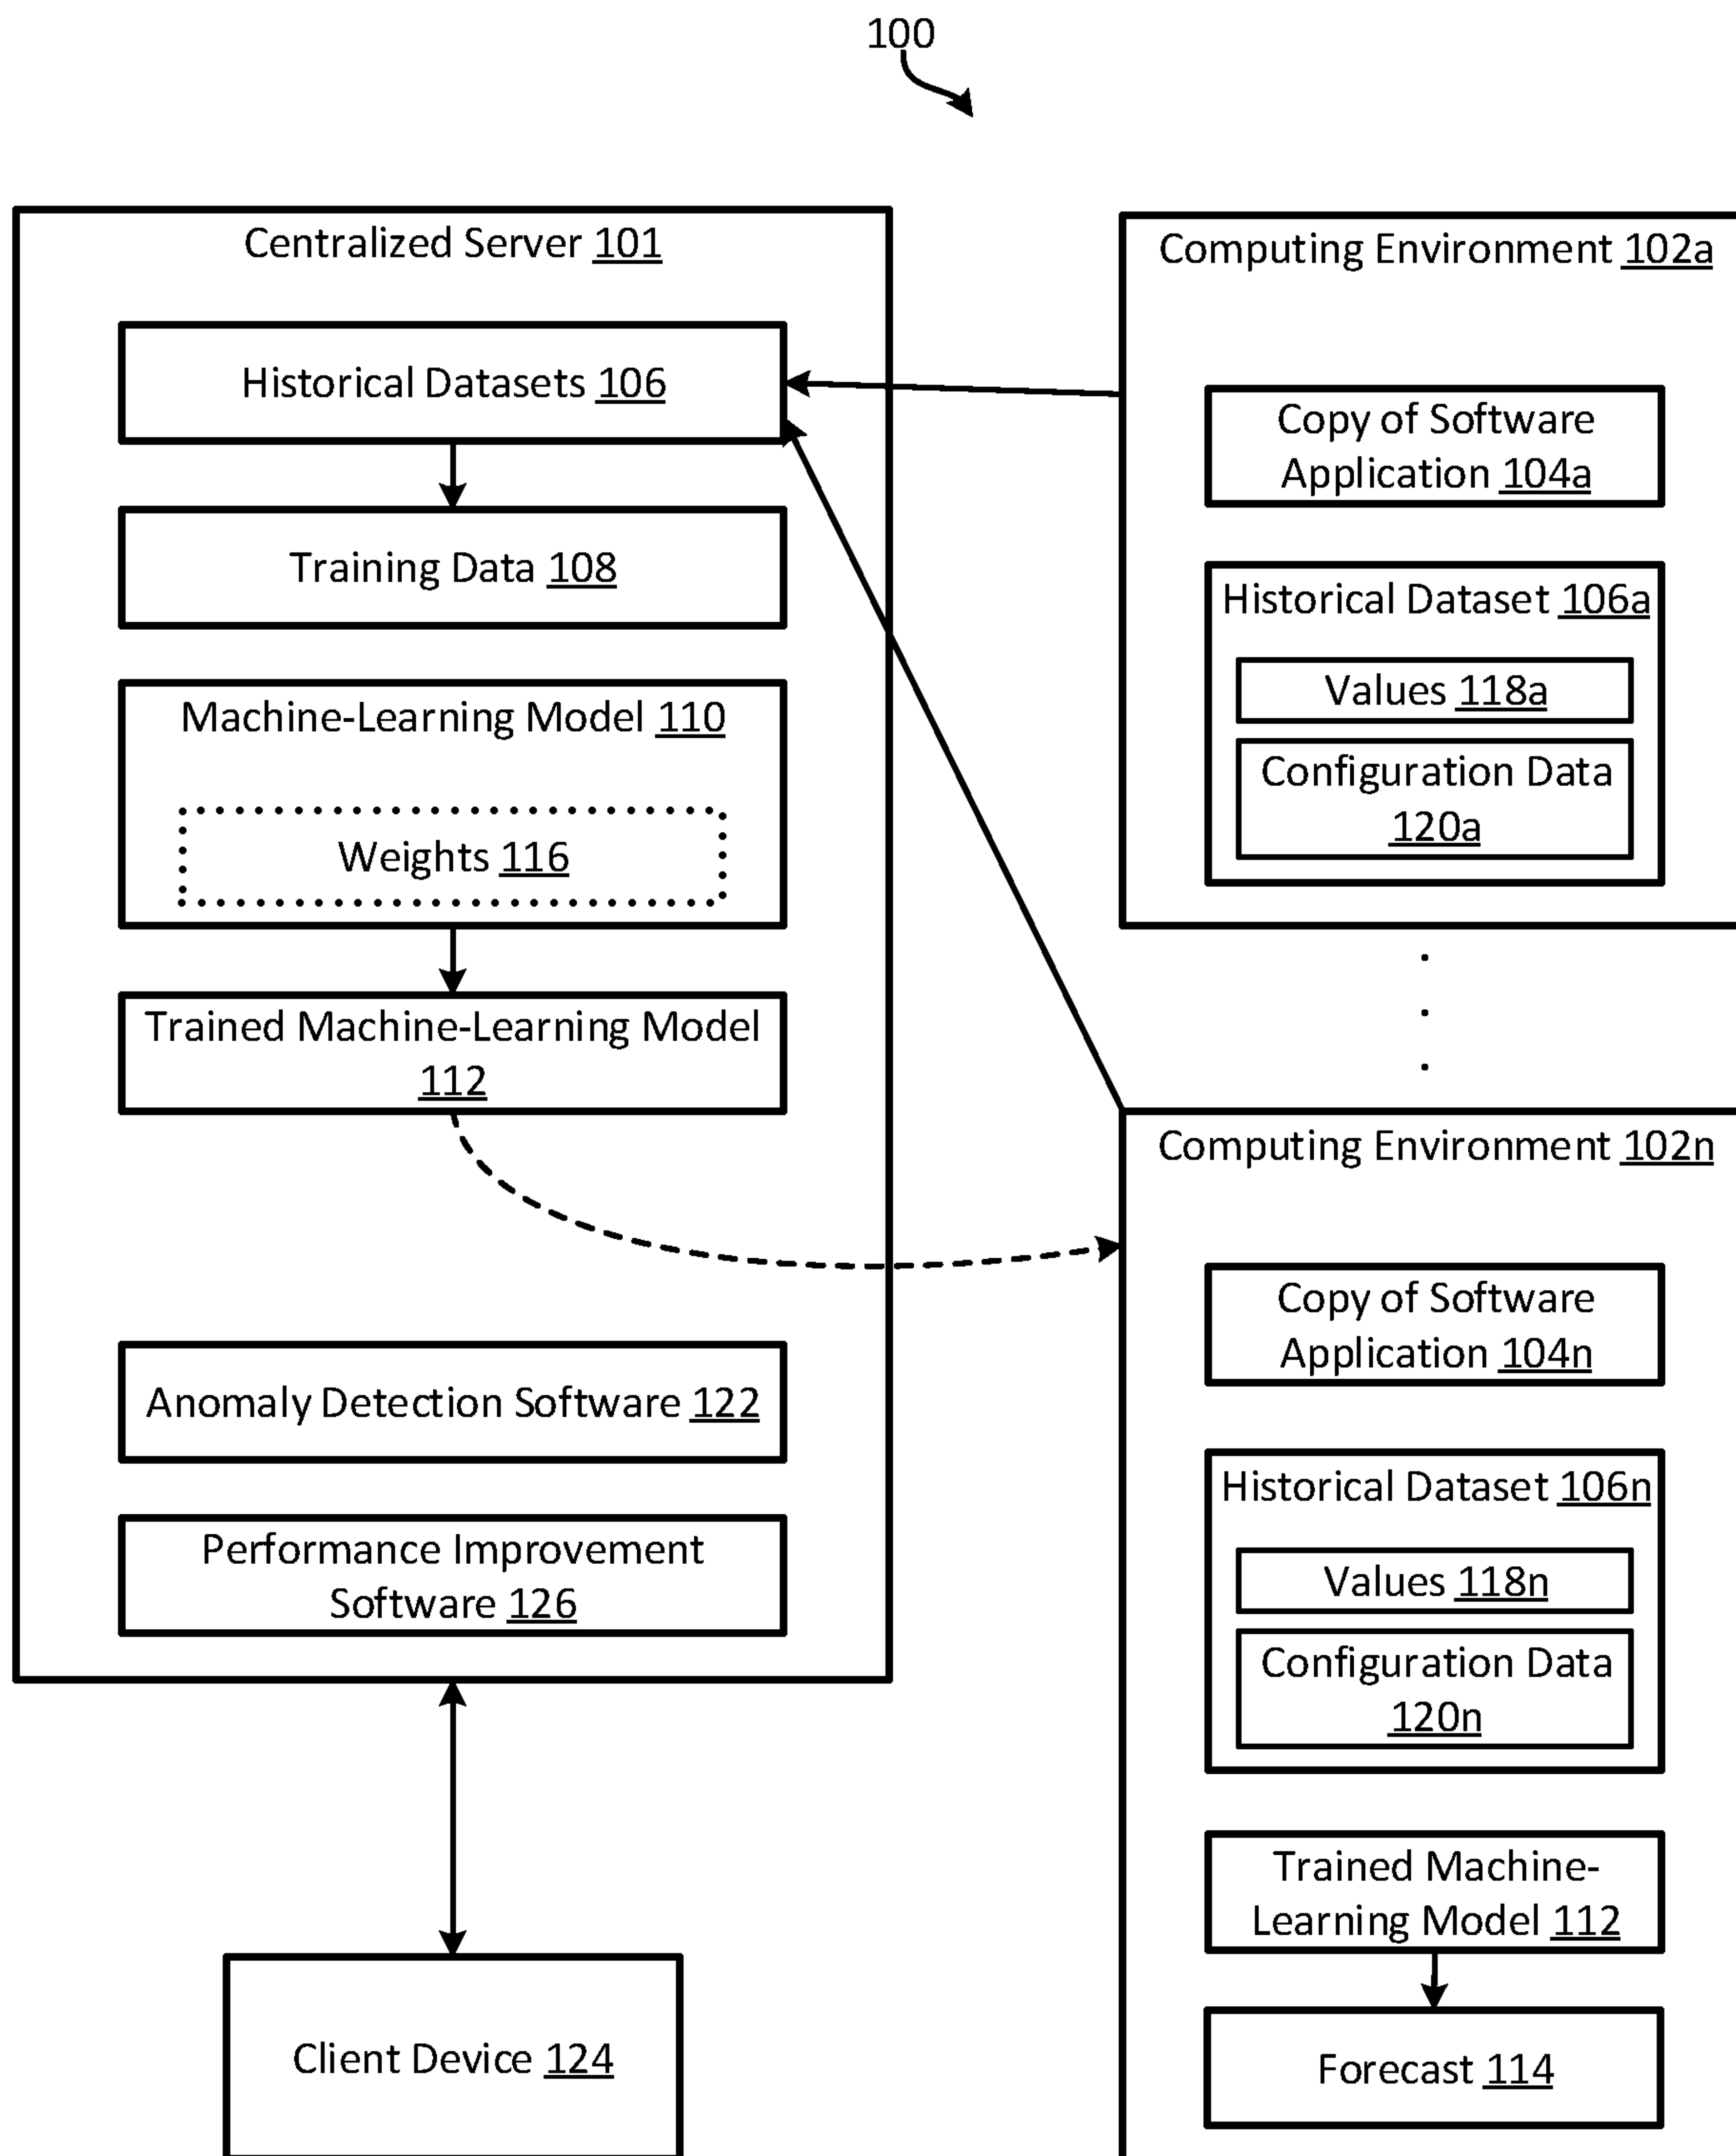 100
Centralized Server 101
Historical Datasets 106
Training Data 108
Machine-Learning Model 110
Weights 116
Trained Machine-Learning Model
112
Anomaly Detection Software 122
Performance Improvement
Software 126
Client Device 124
Computing Environment 102a
Copy of Software
Application 104a
Historical Dataset 106a
Values 118a
Configuration Data
120a
.
.
.
Computing Environment 102n
Copy of Software
Application 104n
Historical Dataset 106n
Values 118n
Configuration Data
120n
Trained Machine-
Learning Model 112
Forecast 114